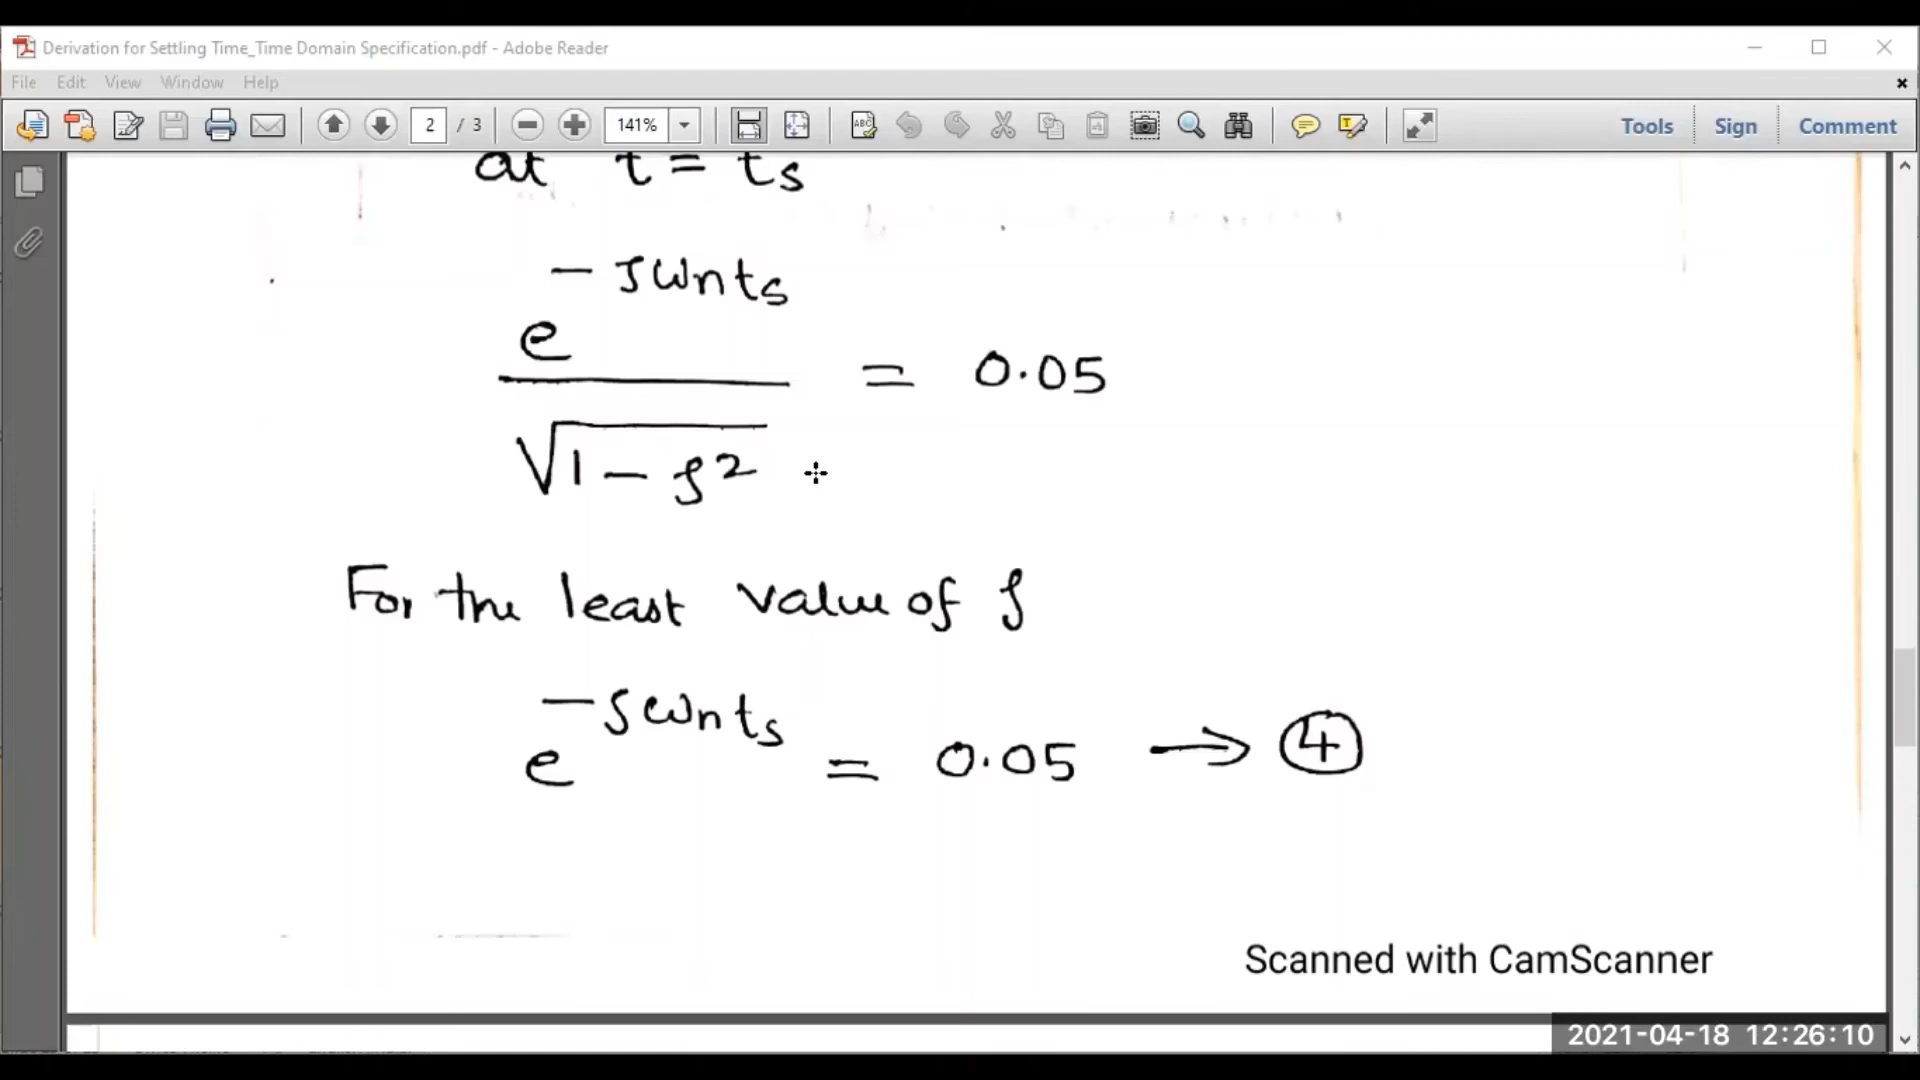 Derivation for Settling Time_Time Domain Specification.pdf - Adobe Reader
File Edit View Window Help
2 / 3 141% Tools Sign Comment
at t = ts
e^{-ζωnts} / √1-ζ² = 0.05
For the least value of ζ
e^{-ζωnts} = 0.05 → ④
Scanned with CamScanner
2021-04-18 12:26:10